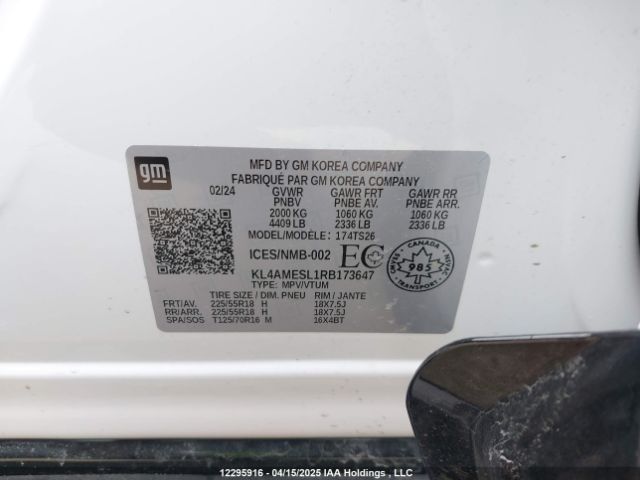 gm
MFD BY GM KOREA COMPANY
FABRIQUÉ PAR GM KOREA COMPANY
02/24 GVWR GAWR FRT GAWR RR
PNBV PNBE AV. PNBE ARR.
2000 KG 1060 KG 1060 KG
4409 LB 2336 LB 2336 LB
MODEL/MODÈLE: 174TS26
ICES/NMB-002 EC
CANADA
985
KL4AMESL1RB173647
TYPE: MPV/VTUM
TIRE SIZE / DIM. PNEU RIM / JANTE
FRT/AV. 225/55R18 H 18X7.5J
RR/ARR. 225/55R18 H 18X7.5J
SPA/SOS T125/70R16 M 16X4BT
12295916 - 04/15/2025 IAA Holdings , LLC